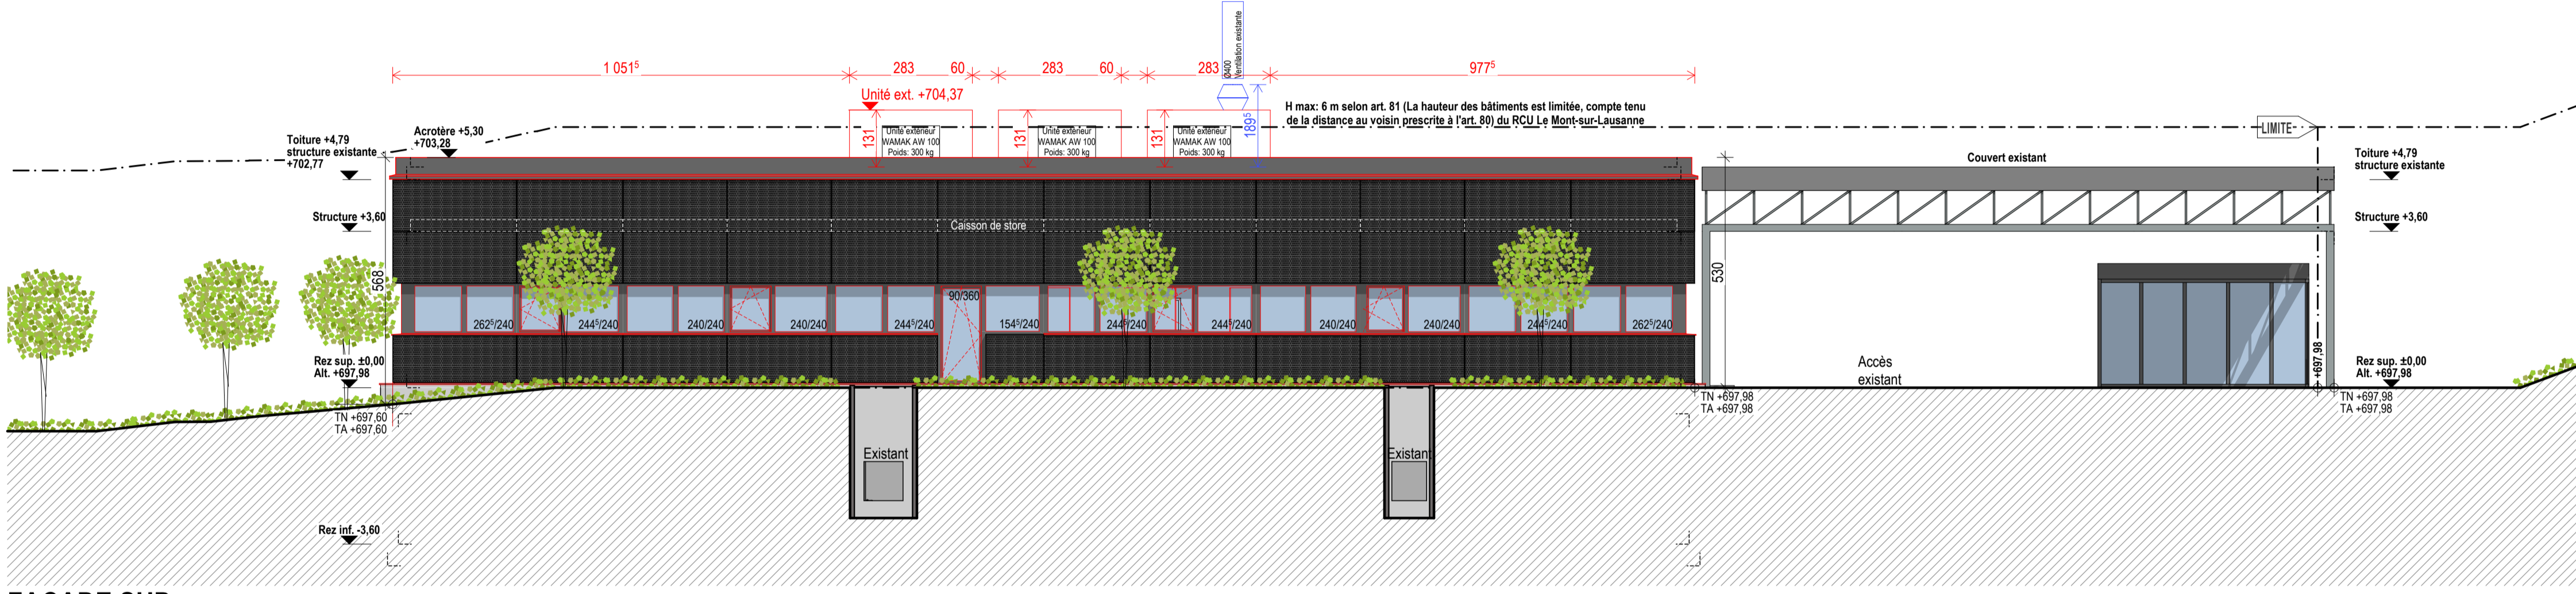 Ø400
Ventilation existante
1 051⁵
283
60
283
60
283
977⁵
Unité ext. +704,37
H max: 6 m selon art. 81 (La hauteur des bâtiments est limitée, compte tenu
de la distance au voisin prescrite à l'art. 80) du RCU Le Mont-sur-Lausanne
131
131
131
189⁵
Unité extérieur
WAMAK AW 100
Poids: 300 kg
Unité extérieur
WAMAK AW 100
Poids: 300 kg
Unité extérieur
WAMAK AW 100
Poids: 300 kg
LIMITE
Toiture +4,79
structure existante
+702,77
Acrotère +5,30
+703,28
Couvert existant
Toiture +4,79
structure existante
Structure +3,60
Caisson de store
Structure +3,60
568
530
90/360
262⁵/240
244⁵/240
240/240
240/240
244⁵/240
154⁵/240
244⁵/240
244⁵/240
240/240
240/240
244⁵/240
262⁵/240
Rez sup. ±0,00
Alt. +697,98
Accès
existant
+697,98
Rez sup. ±0,00
Alt. +697,98
TN +697,60
TA +697,60
TN +697,98
TA +697,98
TN +697,98
TA +697,98
Existant
Existant
Rez inf. -3,60